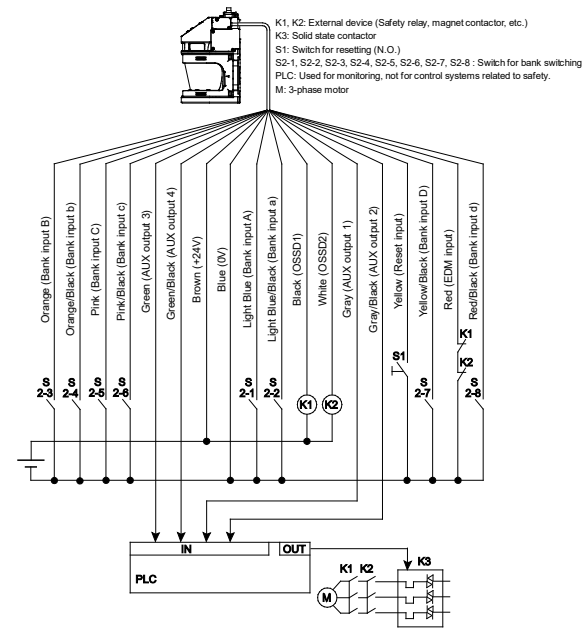 K1, K2: External device (Safety relay, magnet contactor, etc.)
K3: Solid state contactor
S1: Switch for resetting (N.O.)
S2-1, S2-2, S2-3, S2-4, S2-5, S2-6, S2-7, S2-8 : Switch for bank switching
PLC: Used for monitoring, not for control systems related to safety.
M: 3-phase motor
Orange (Bank input B)
Orange/Black (Bank input b)
Pink (Bank input C)
Pink/Black (Bank input c)
Green (AUX output 3)
Green/Black (AUX output 4)
Brown (+24V)
Blue (0V)
Light Blue (Bank input A)
Light Blue/Black (Bank input a)
Black (OSSD1)
White (OSSD2)
Gray (AUX output 1)
Gray/Black (AUX output 2)
Yellow (Reset input)
Yellow/Black (Bank input D)
Red (EDM input)
Red/Black (Bank input d)
K1
S1
K2
S
2-3
S
2-4
S
2-5
S
2-6
S
2-1
S
2-2
K1
K2
S
2-7
S
2-8
IN
OUT
PLC
K1 K2
K3
M